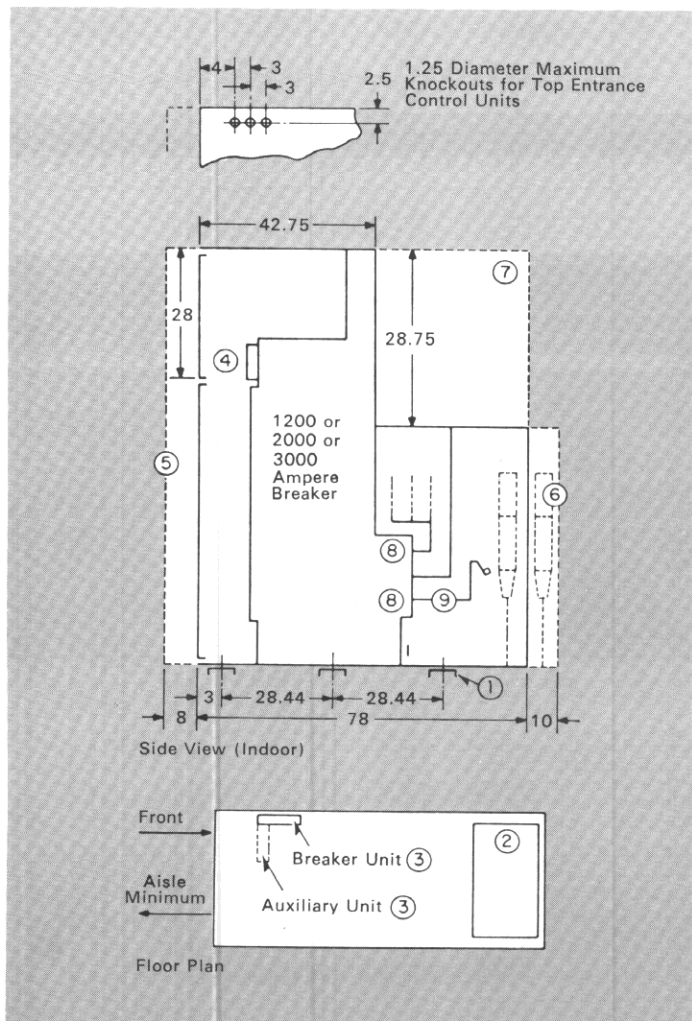 4
3
3
2.5
1.25 Diameter Maximum
Knockouts for Top Entrance
Control Units
42.75
7
28
28.75
4
1200 or
2000 or
3000
Ampere
Breaker
5
6
8
8
9
1
3
28.44
28.44
8
78
10
Side View (Indoor)
Front
2
Breaker Unit 3
Aisle
Minimum
Auxiliary Unit 3
Floor Plan